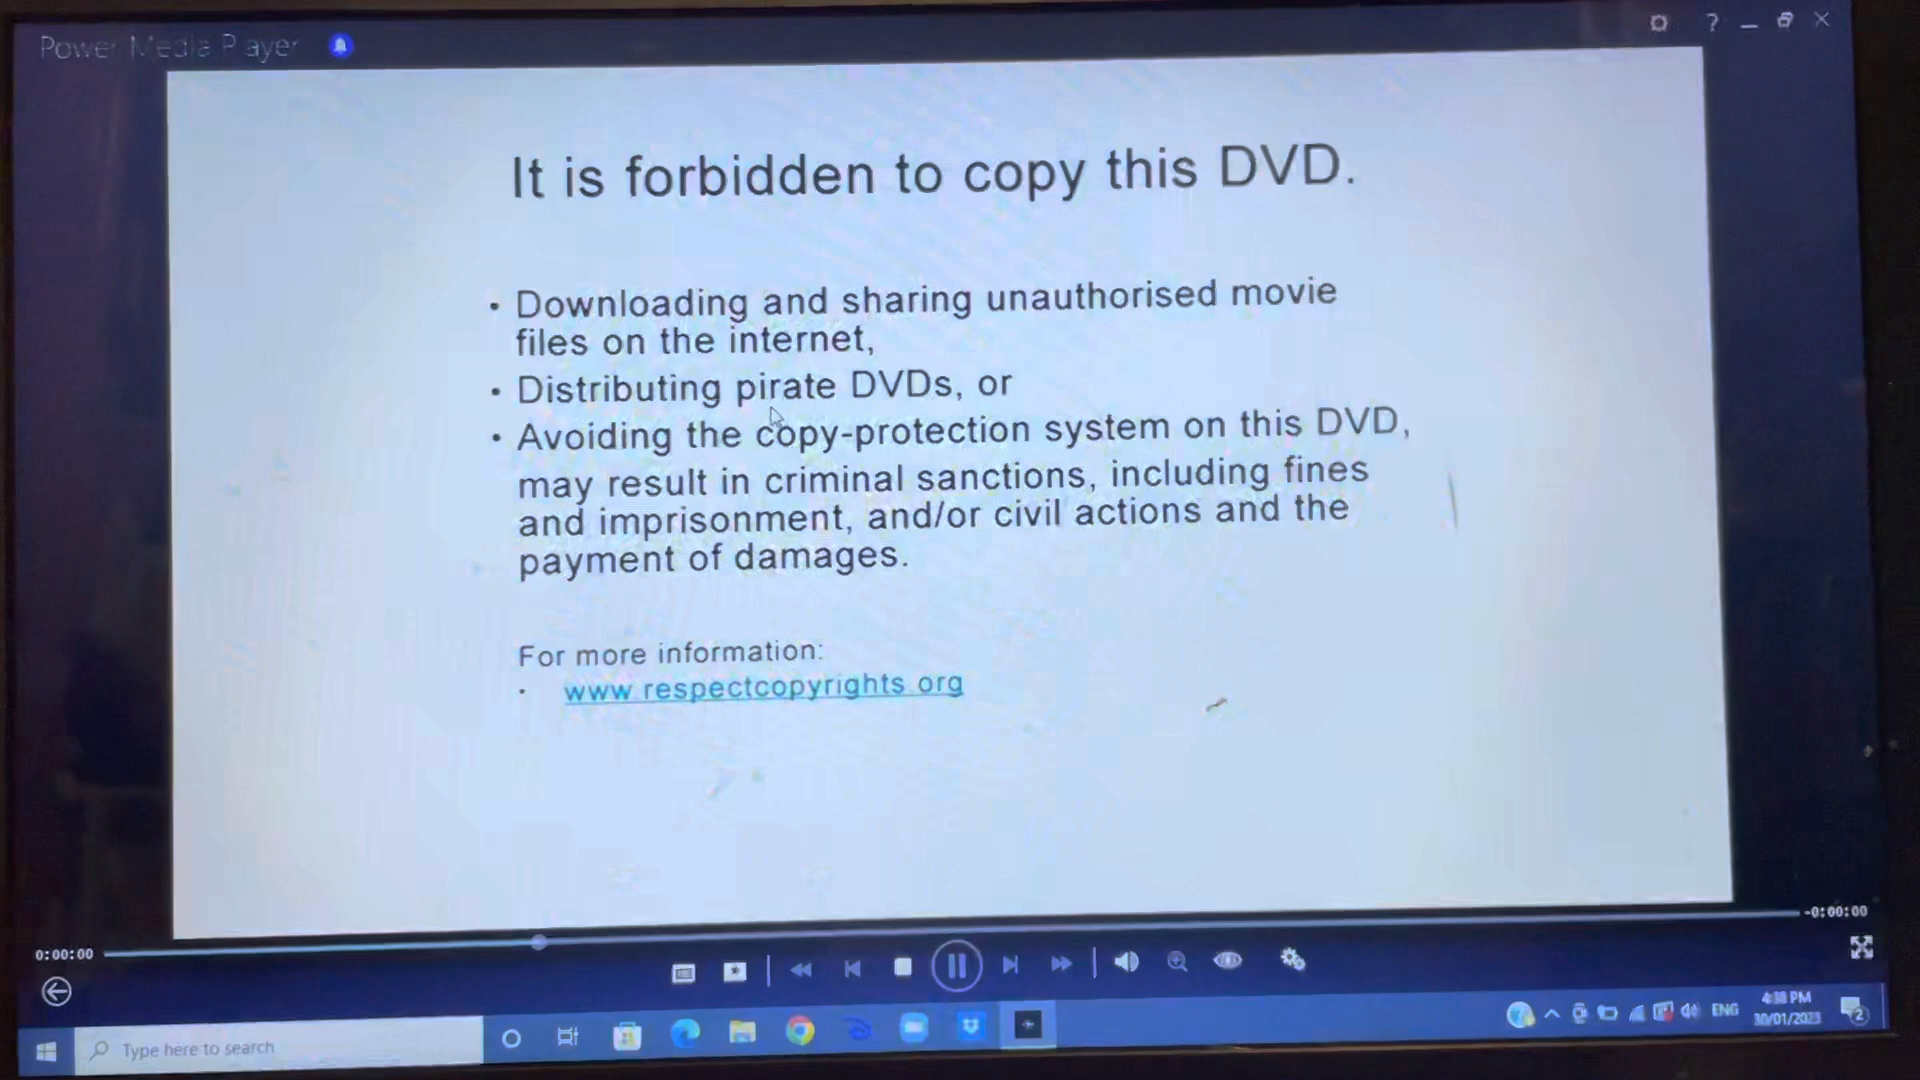 Power Media Player
It is forbidden to copy this DVD.
• Downloading and sharing unauthorised movie
files on the internet,
• Distributing pirate DVDs, or
• Avoiding the copy-protection system on this DVD,
may result in criminal sanctions, including fines
and imprisonment, and/or civil actions and the
payment of damages.
For more information:
• www.respectcopyrights.org
0:00:00
-0:00:00
Type here to search
ENG
4:38 PM
30/01/2023
2